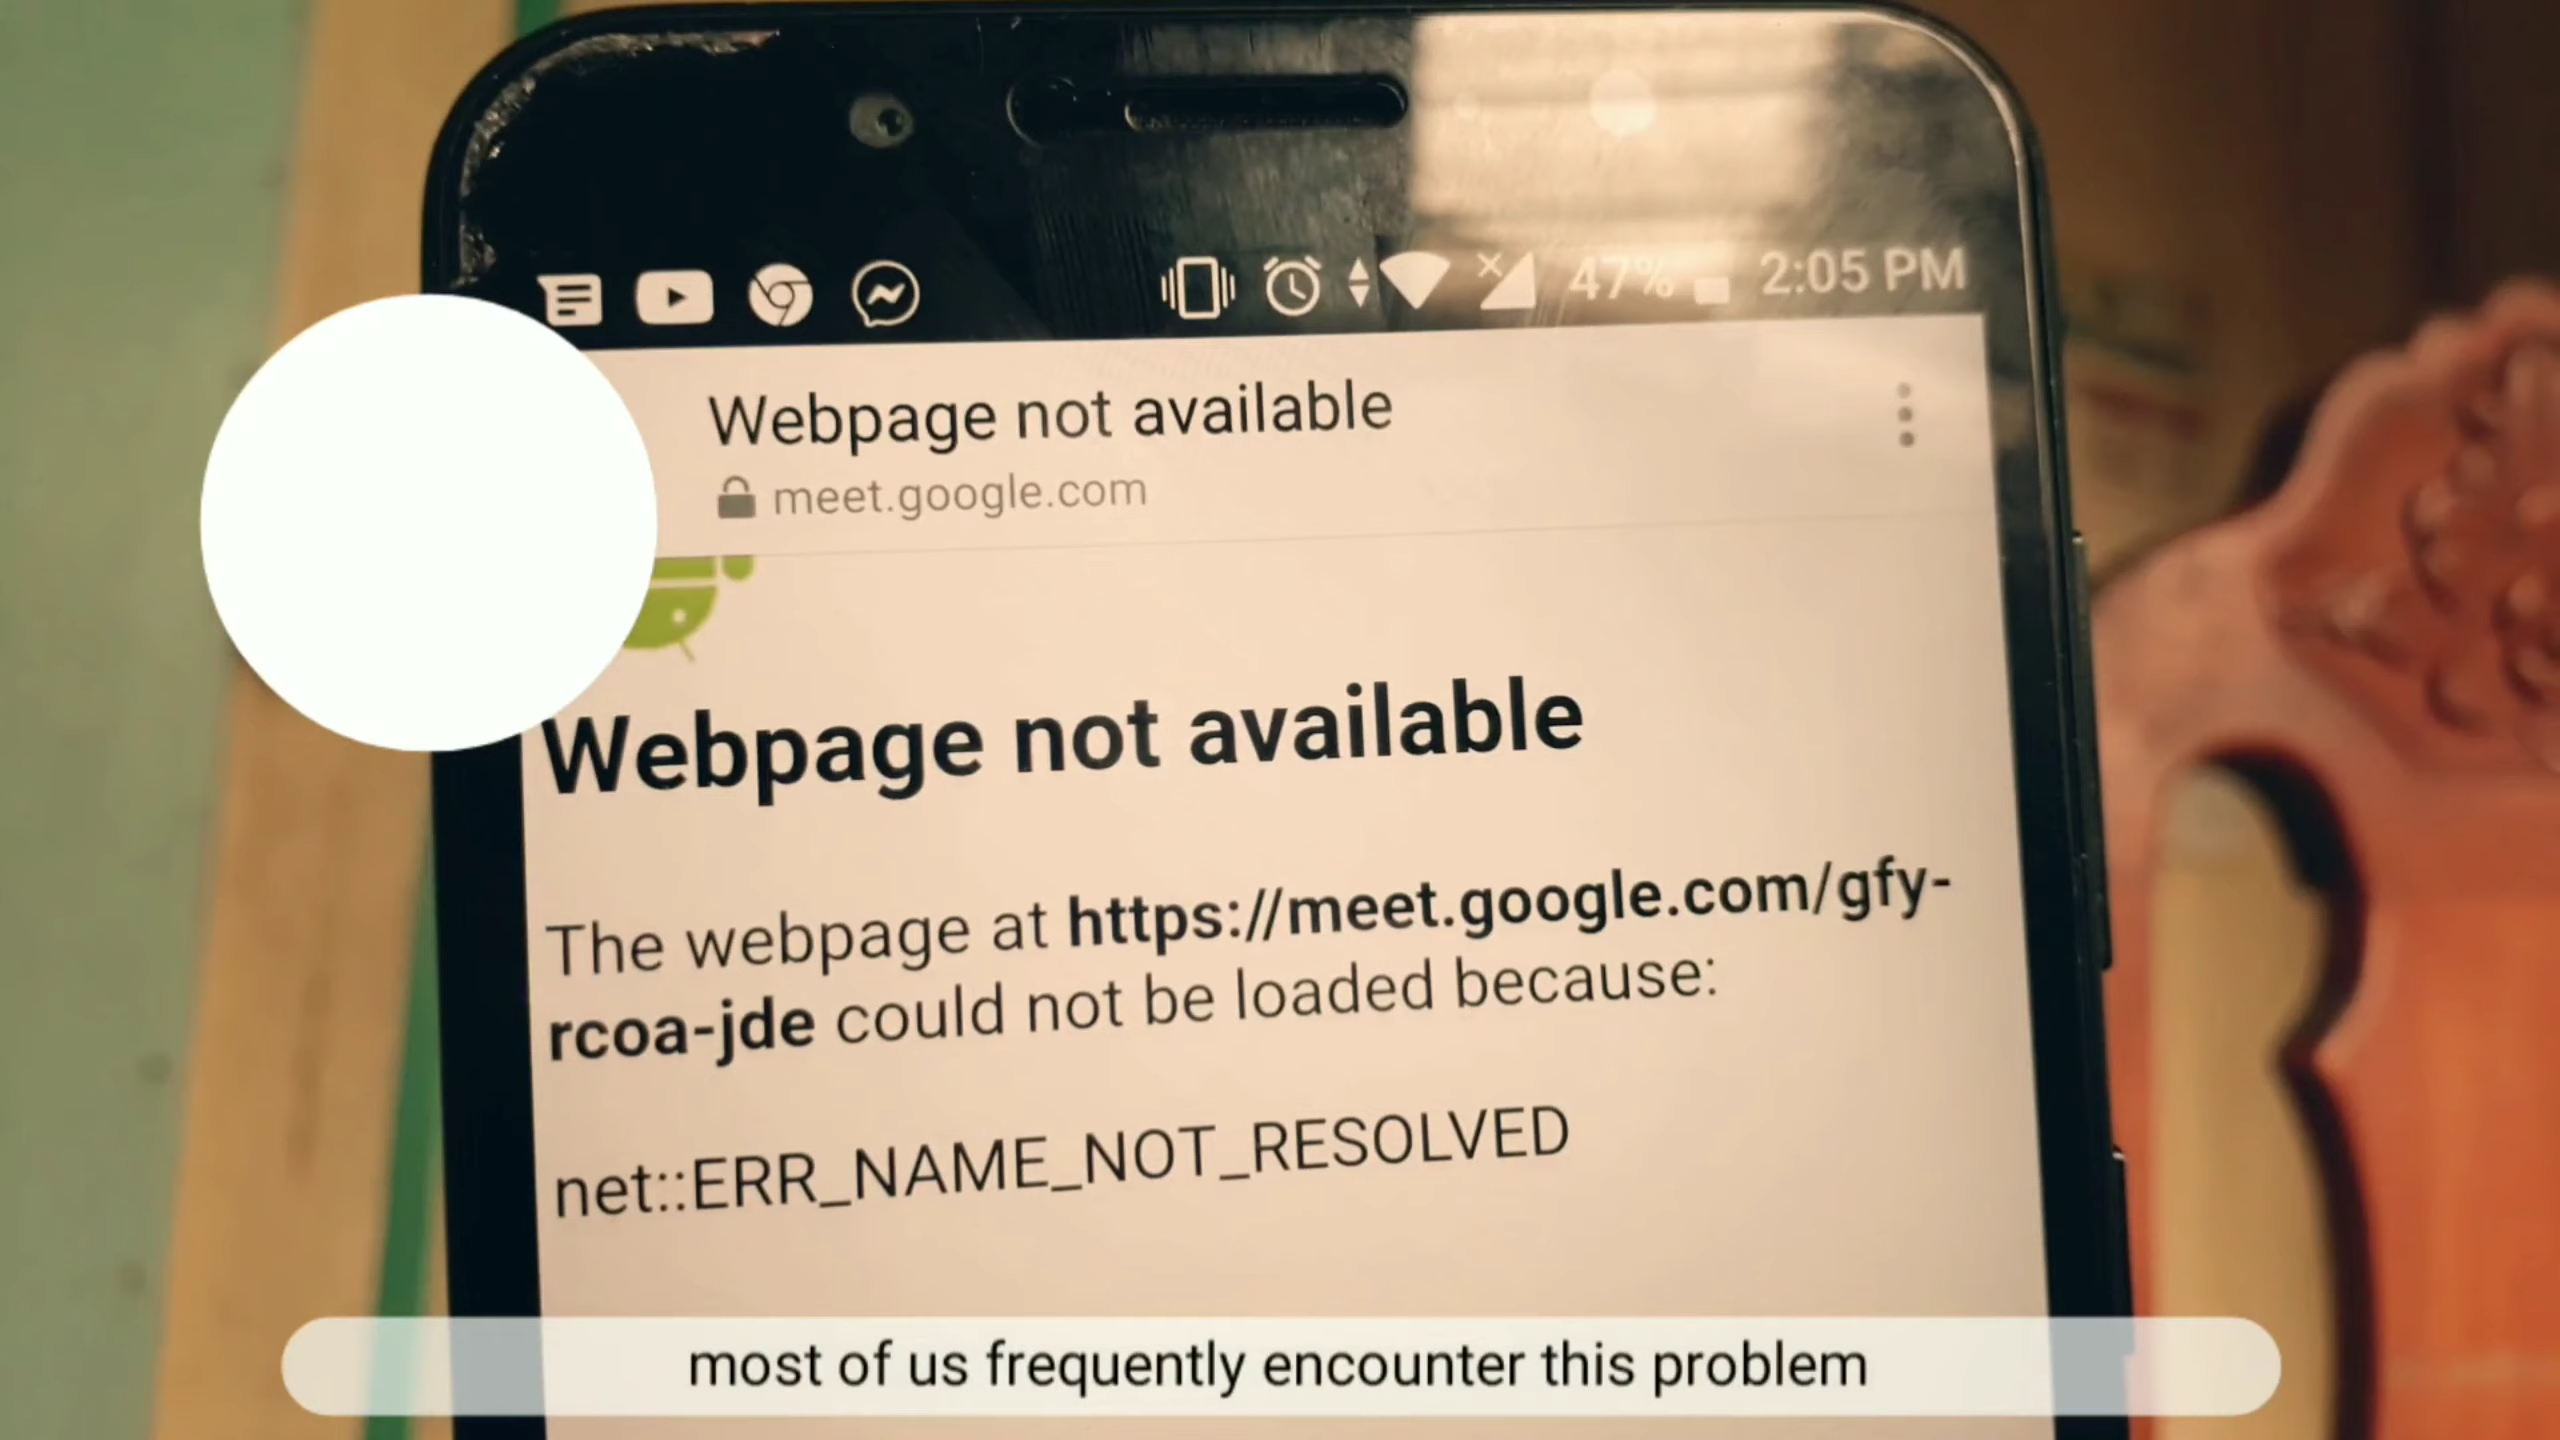 47% 2:05 PM
Webpage not available
meet.google.com
Webpage not available
The webpage at https://meet.google.com/gfy-
rcoa-jde could not be loaded because:
net::ERR_NAME_NOT_RESOLVED
most of us frequently encounter this problem